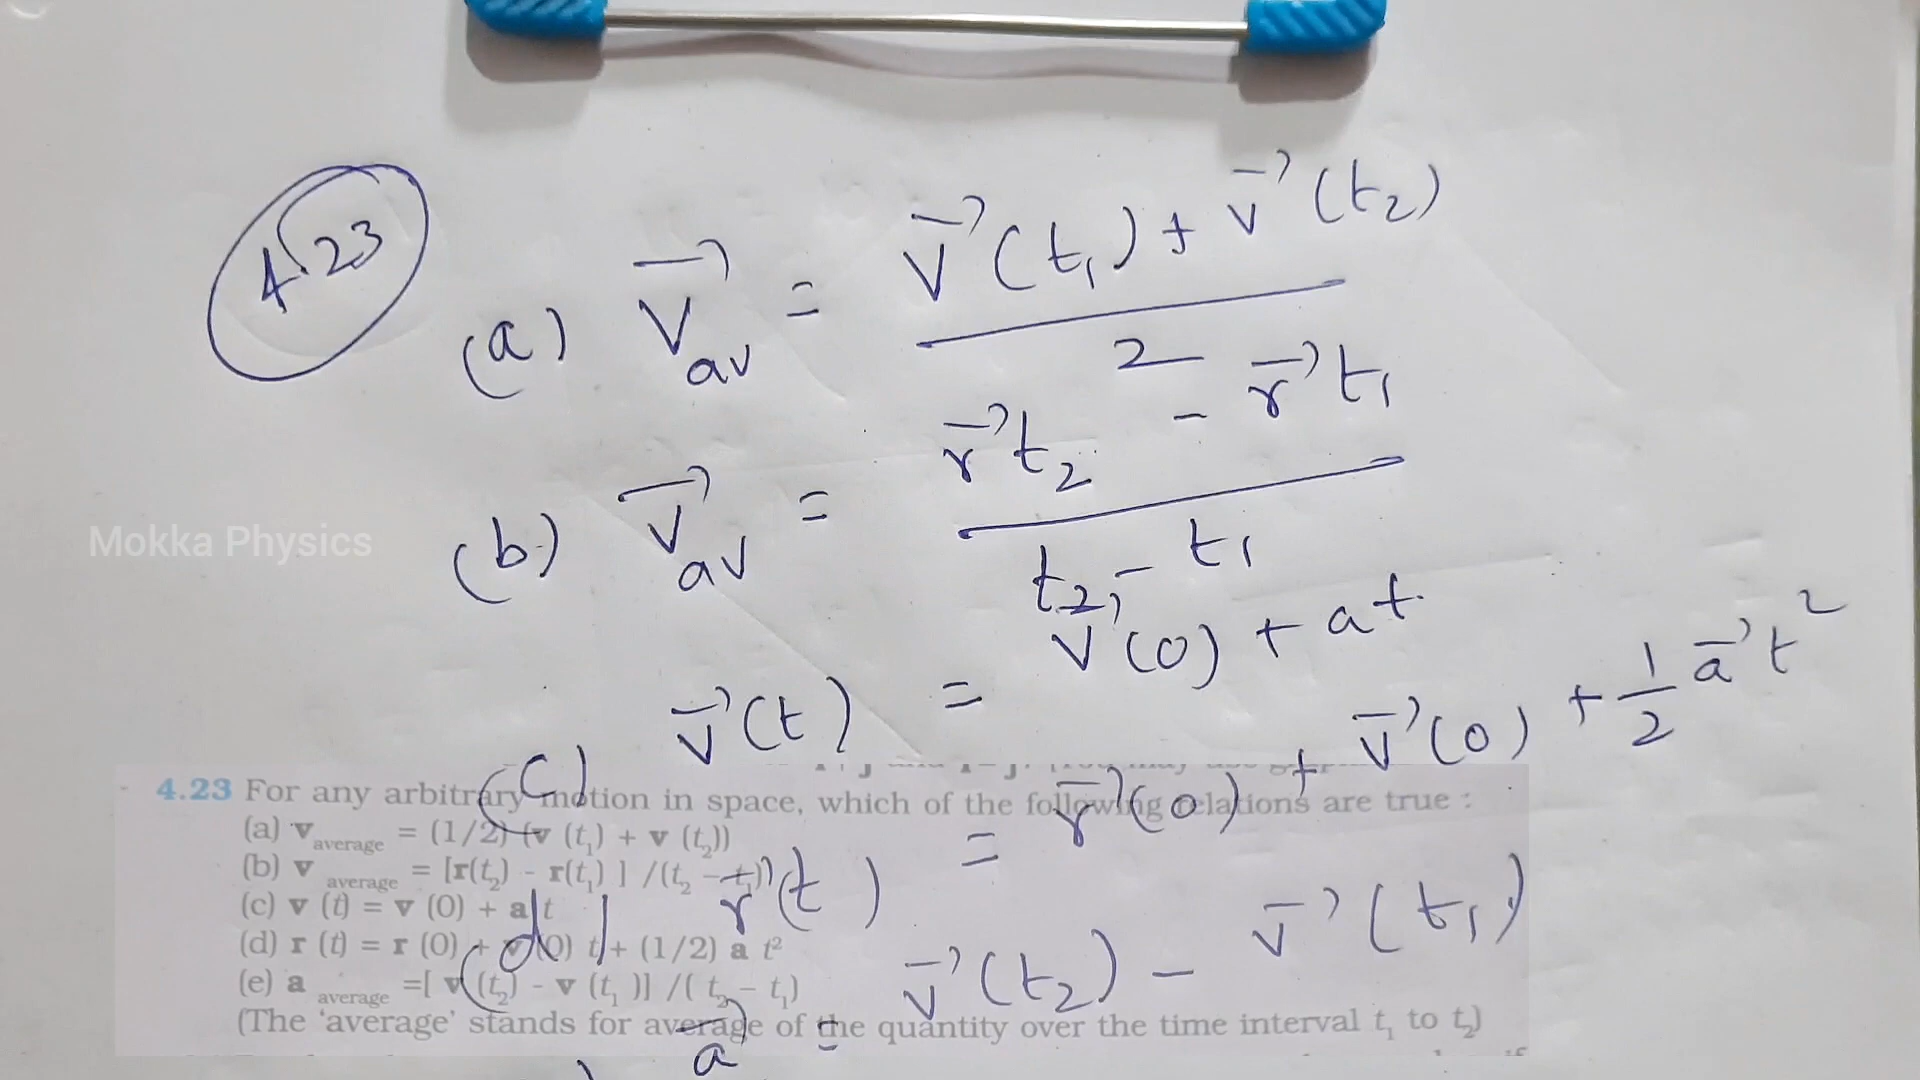 4.23
(a) v⃗av = v⃗(t₁) + v⃗(t₂)
2
(b) v⃗av = r⃗t₂ - r⃗t₁
t₂ - t₁
(c) v⃗(t) = v⃗(0) + at
(d) r⃗(t) = r⃗(0) + v⃗(0) + 1/2 a⃗t²
a⃗ = v⃗(t₂) - v⃗(t₁)
Mokka Physics
4.23 For any arbitrary motion in space, which of the following relations are true :
(a) v average = (1/2) (v (t₁) + v (t₂))
(b) v average = [r(t₂) - r(t₁) ] /(t₂ – t₁)
(c) v (t) = v (0) + a t
(d) r (t) = r (0) + v (0) t + (1/2) a t²
(e) a average =[ v (t₂) - v (t₁ )] /( t₂ – t₁)
(The ‘average’ stands for average of the quantity over the time interval t₁ to t₂)